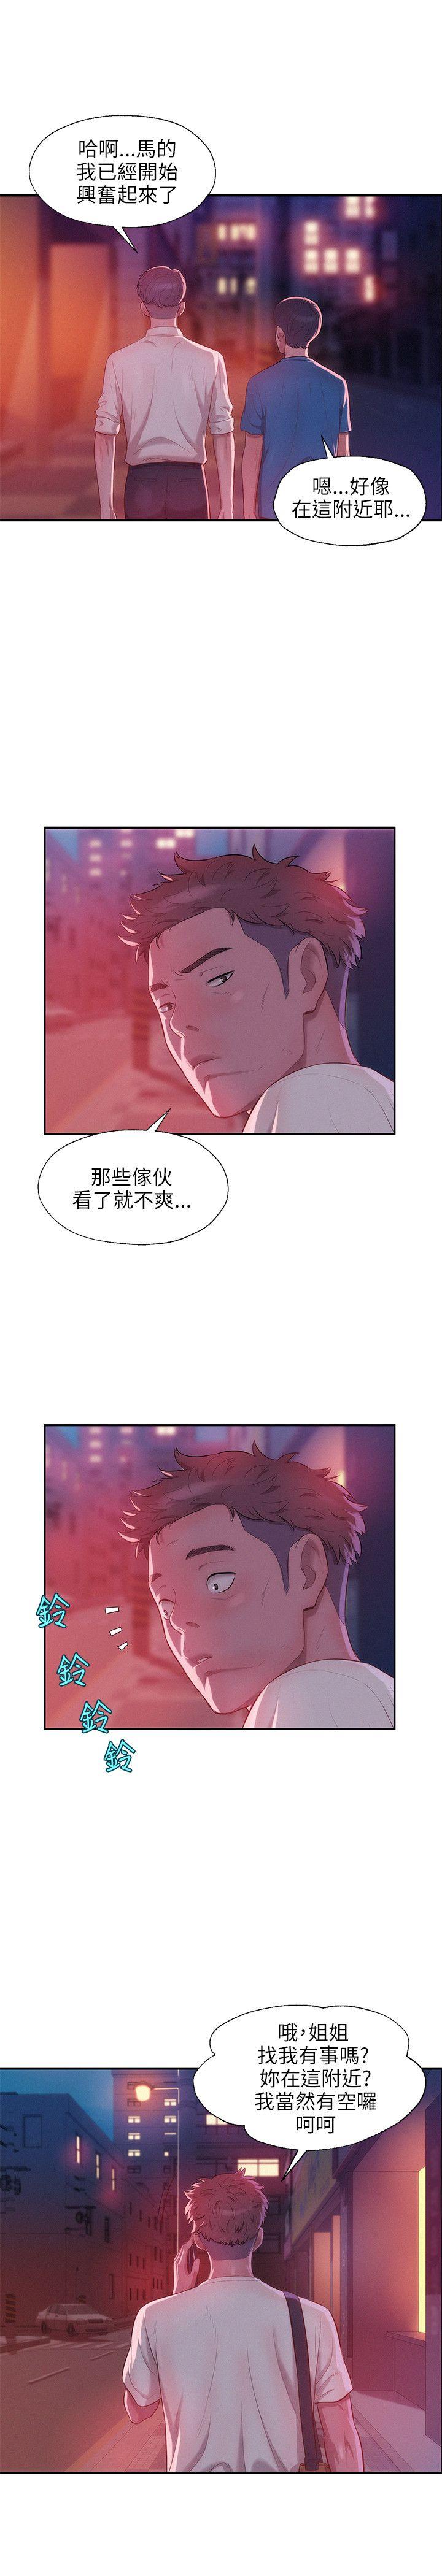 哈啊...馬的
我已經開始
興奮起來了
嗯...好像
在這附近耶...
那些傢伙
看了就不爽...
鈴
鈴
鈴
鈴
哦,姐姐
找我有事嗎?
妳在這附近?
我當然有空囉
呵呵